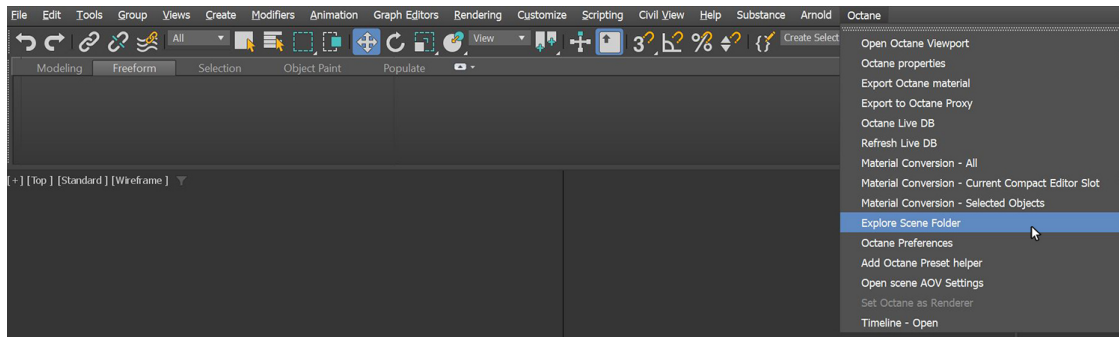 File Edit Tools Group Views Create Modifiers Animation Graph Editors Rendering Customize Scripting Civil View Help Substance Arnold Octane
All View Create Select
Modeling Freeform Selection Object Paint Populate
[+] [Top ] [Standard ] [Wireframe ]
Open Octane Viewport
Octane properties
Export Octane material
Export to Octane Proxy
Octane Live DB
Refresh Live DB
Material Conversion - All
Material Conversion - Current Compact Editor Slot
Material Conversion - Selected Objects
Explore Scene Folder
Octane Preferences
Add Octane Preset helper
Open scene AOV Settings
Set Octane as Renderer
Timeline - Open